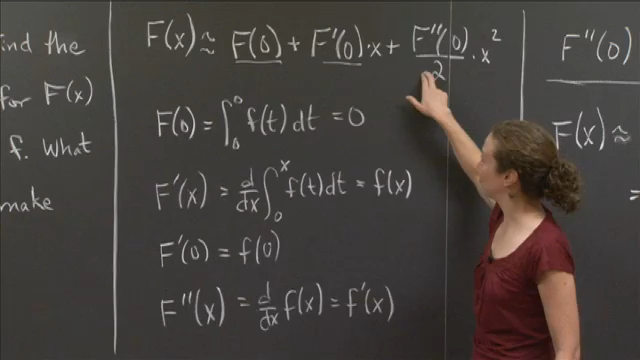 ind the
for F(x)
f. What
make
F(x) ≈ F(0) + F'(0)·x + F''(0)/2 · x²
F(0) = ∫₀⁰ f(t) dt = 0
F'(x) = d/dx ∫₀ˣ f(t)dt = f(x)
F'(0) = f(0)
F''(x) = d/dx f(x) = f'(x)
F''(0)
F(x) ≈
=